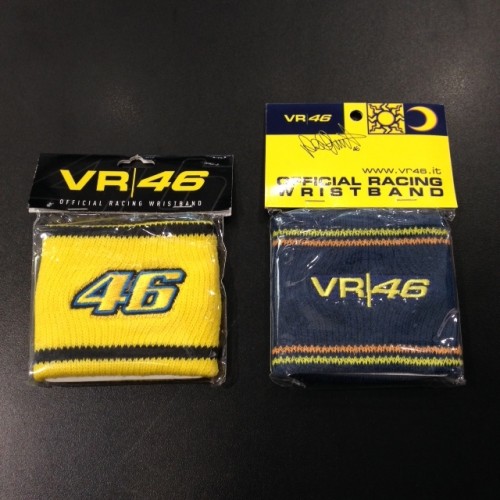 VR|46
OFFICIAL RACING WRISTBAND
46
VR|46
www.vr46.it
OFFICIAL RACING
WRISTBAND
VR|46